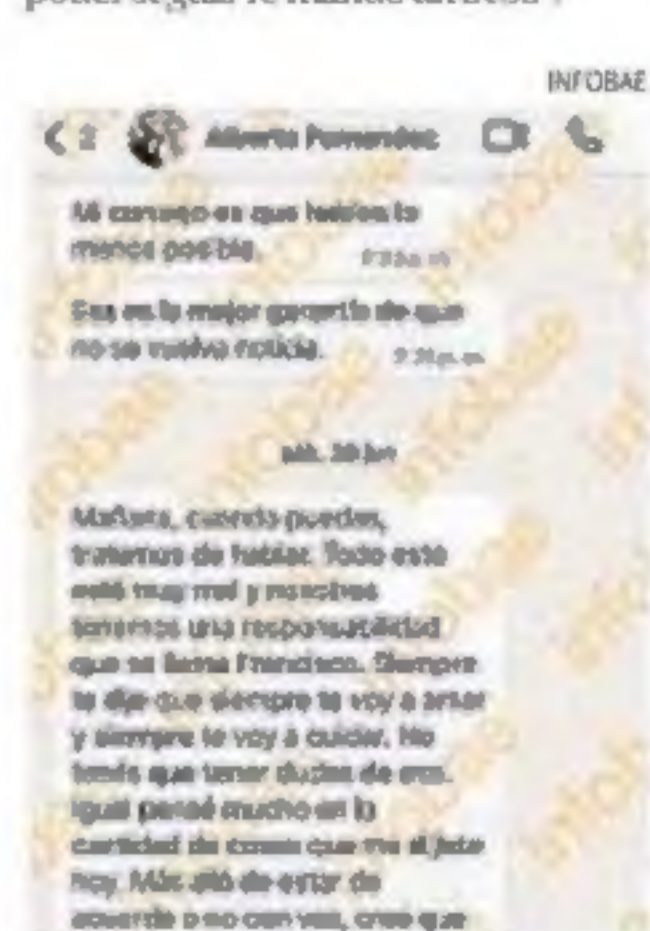 INFOBAE
2
Alberto Fernandez
Mi consejo es que hables lo
menos posible.
Esa es la mejor garantía de que
no se vuelva noticia.
Mañana, cuando puedas,
tratemos de hablar. Todo esto
está muy mal y nosotros
tenemos una responsabilidad
que se llama Francisco. Siempre
te dije que siempre te voy a amar
y siempre te voy a cuidar. No
tenés que tener dudas de eso.
Igual pensé mucho en la
cantidad de cosas que me dijiste
hoy. Más allá de estar de
acuerdo o no con vos, creo que